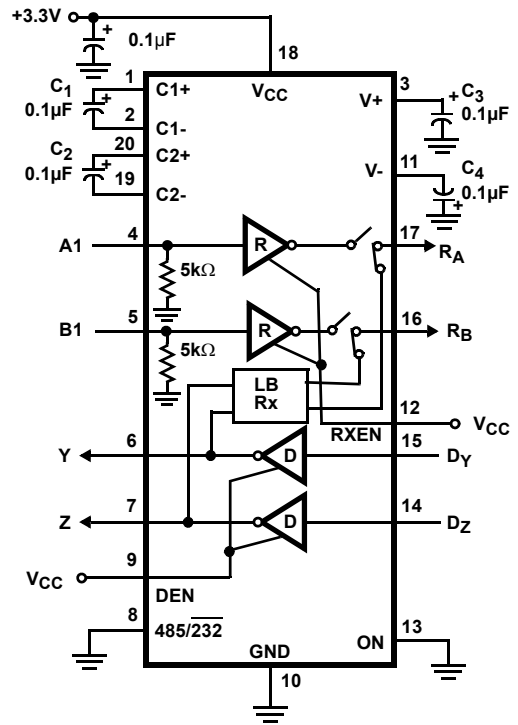 +3.3V
0.1µF
18
1
C1
0.1µF
C1+
VCC
3
V+
+
C3
0.1µF
2
C1-
C2
0.1µF
20
C2+
19
C2-
11
V-
C4
0.1µF
+
A1
4
R
17
RA
5kΩ
B1
5
R
16
RB
5kΩ
LB
Rx
12
RXEN
VCC
Y
6
D
15
DY
Z
7
D
14
DZ
VCC
9
DEN
8
485/232
13
ON
GND
10